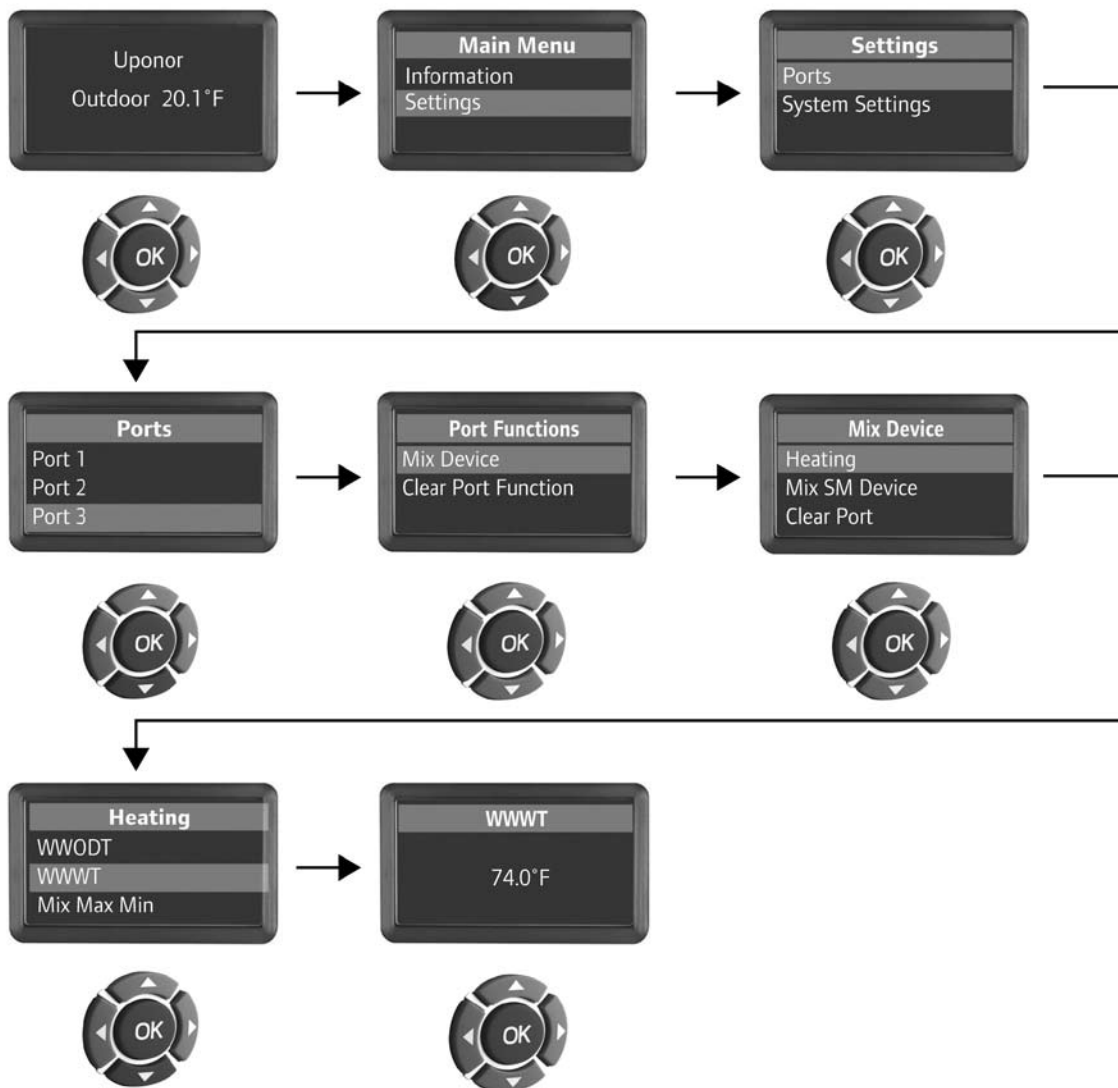 Uponor
Outdoor 20.1°F
OK
Main Menu
Information
Settings
OK
Settings
Ports
System Settings
OK
Ports
Port 1
Port 2
Port 3
OK
Port Functions
Mix Device
Clear Port Function
OK
Mix Device
Heating
Mix SM Device
Clear Port
OK
Heating
WWODT
WWWT
Mix Max Min
OK
WWWT
74.0°F
OK